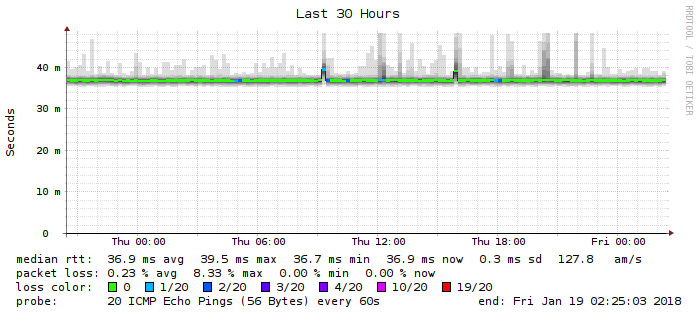 Last 30 Hours
RRDTOOL / TOBI OETIKER
Seconds
40 m
30 m
20 m
10 m
0
Thu 00:00 Thu 06:00 Thu 12:00 Thu 18:00 Fri 00:00
median rtt: 36.9 ms avg 39.5 ms max 36.7 ms min 36.9 ms now 0.3 ms sd 127.8 am/s
packet loss: 0.23 % avg 8.33 % max 0.00 % min 0.00 % now
loss color: 0 1/20 2/20 3/20 4/20 10/20 19/20
probe: 20 ICMP Echo Pings (56 Bytes) every 60s end: Fri Jan 19 02:25:03 2018